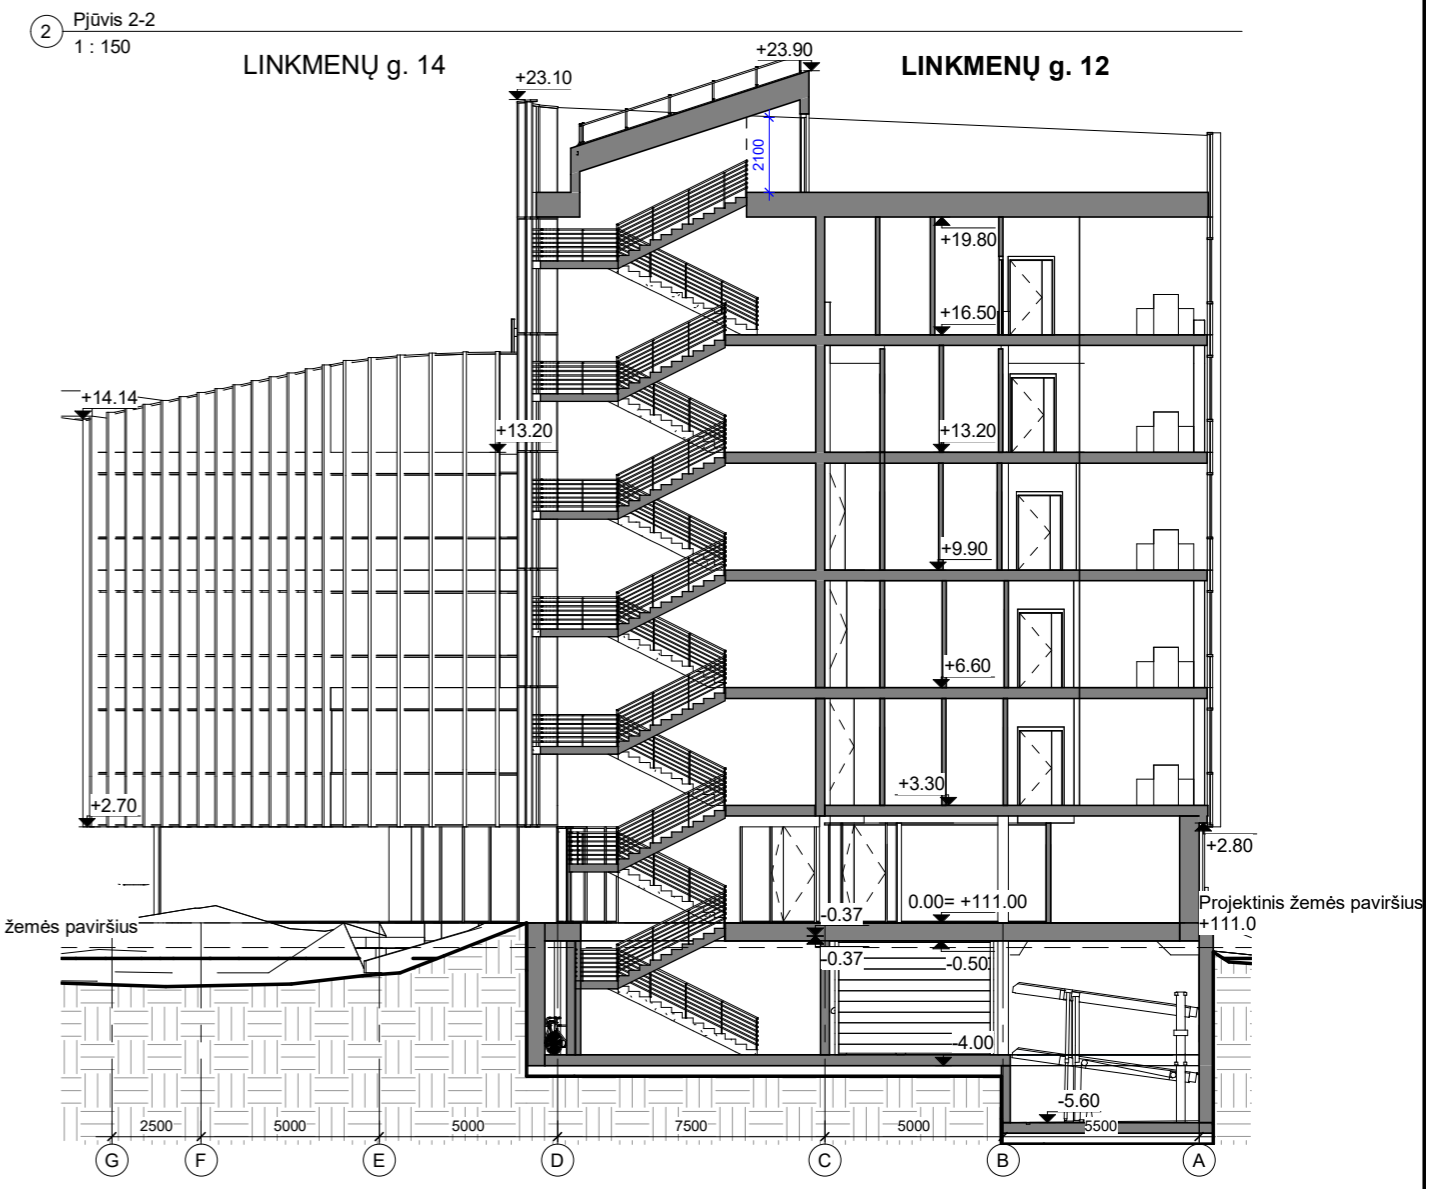 2
Pjūvis 2-2
1 : 150
LINKMENŲ g. 14
LINKMENŲ g. 12
+23.90
+23.10
2100
+19.80
+16.50
+14.14
+13.20
+13.20
+9.90
+6.60
+3.30
+2.70
+2.80
0.00= +111.00
-0.37
Projektinis žemės paviršius
+111.0
žemės paviršius
-0.37
-0.50
-4.00
-5.60
2500
5000
5000
7500
5000
5500
G
F
E
D
C
B
A